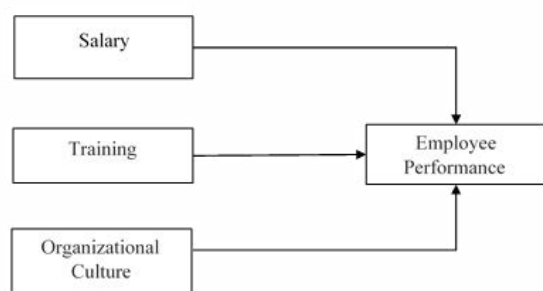 Salary
Training
Employee
Performance
Organizational
Culture